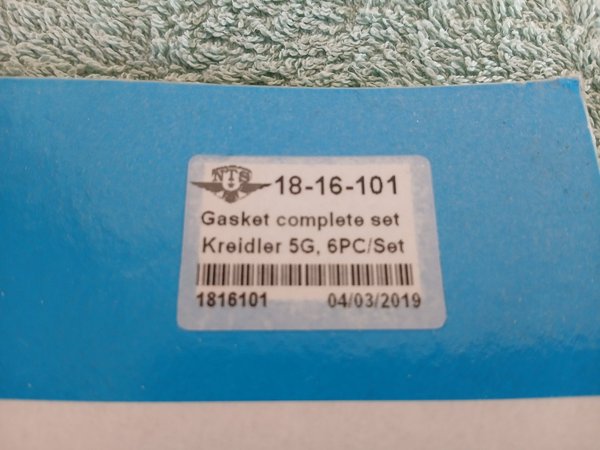 NTS 18-16-101
Gasket complete set
Kreidler 5G, 6PC/Set
1816101 04/03/2019